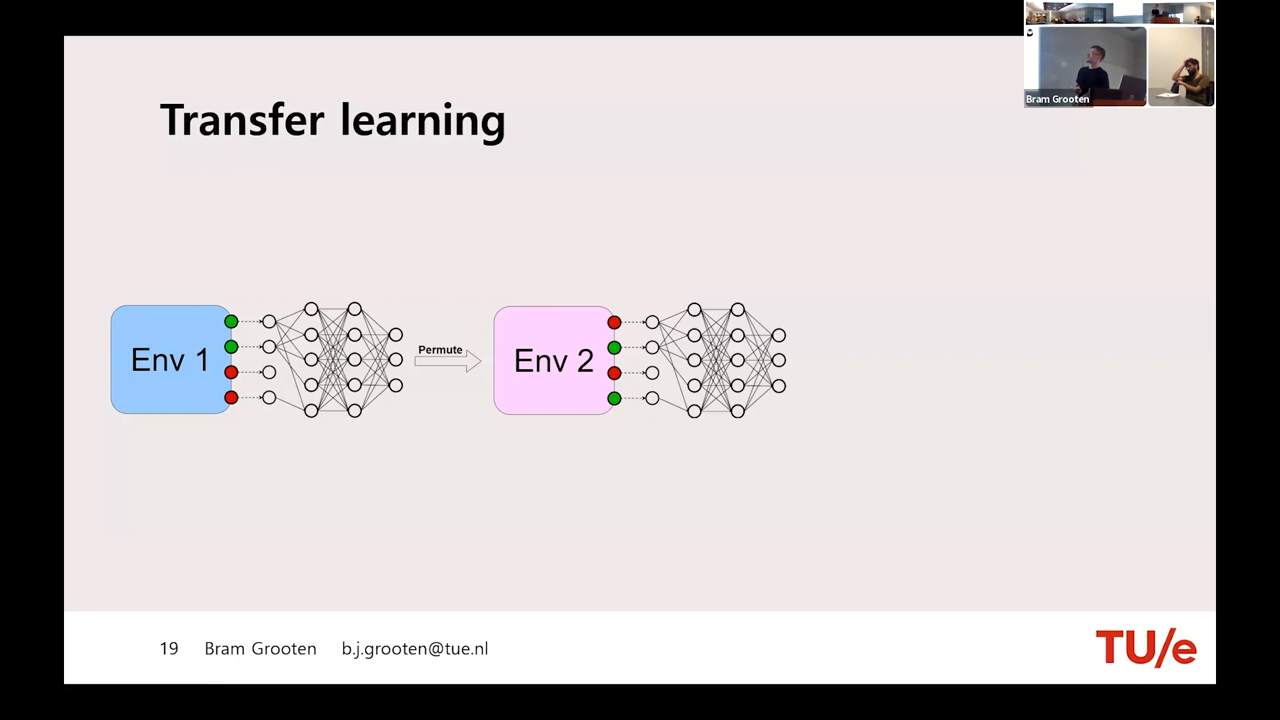 Bram Grooten
Transfer learning
Env 1
Permute
Env 2
19 Bram Grooten b.j.grooten@tue.nl
TU/e